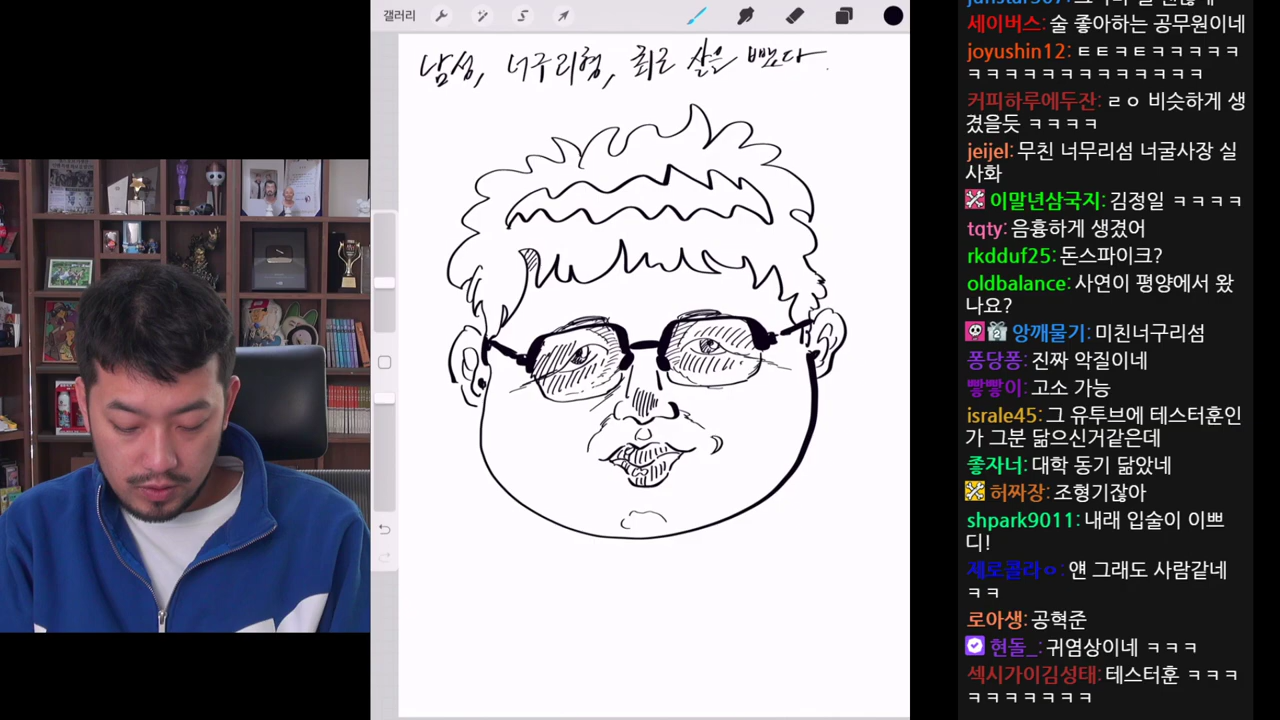 갤러리
남성, 너구리형, 최근 살을 뺐다.
세이버스: 술 좋아하는 공무원이네
joyushin12: ㅌㅌㅋㅌㅋㅋㅋㅋㅋ
ㅋㅋㅋㅋㅋㅋㅋㅋㅋㅋㅋㅋㅋ
커피하루에두잔: ㄹㅇ 비슷하게 생
겼을듯 ㅋㅋㅋㅋ
jeijel: 무친 너무리섬 너굴사장 실
사화
이말년삼국지: 김정일 ㅋㅋㅋㅋ
tqty: 음흉하게 생겼어
rkdduf25: 돈스파이크?
oldbalance: 사연이 평양에서 왔
나요?
앙깨물기: 미친너구리섬
퐁당퐁: 진짜 악질이네
빵빵이: 고소 가능
israle45: 그 유투브에 테스터훈인
가 그분 닮으신거같은데
좋자너: 대학 동기 닮았네
허짜장: 조형기잖아
shpark9011: 내래 입술이 이쁘
디!
제로콜라ㅇ: 얜 그래도 사람같네
ㅋㅋ
로아생: 공혁준
현돌_: 귀염상이네 ㅋㅋㅋ
섹시가이김성태: 테스터훈 ㅋㅋㅋ
ㅋㅋㅋㅋㅋㅋㅋ